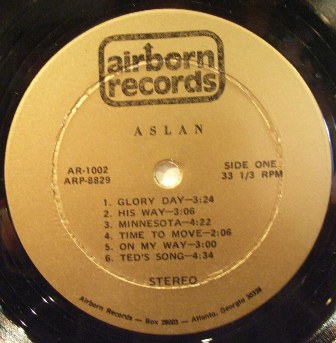 airborn
records
ASLAN
AR-1002
ARP-8829
SIDE ONE
33 1/3 RPM
1. GLORY DAY—3:24
2. HIS WAY—3:06
3. MINNESOTA—4:22
4. TIME TO MOVE—2:06
5. ON MY WAY—3:00
6. TED'S SONG—4:34
STEREO
Airborn Records — Box — Atlanta, Georgia